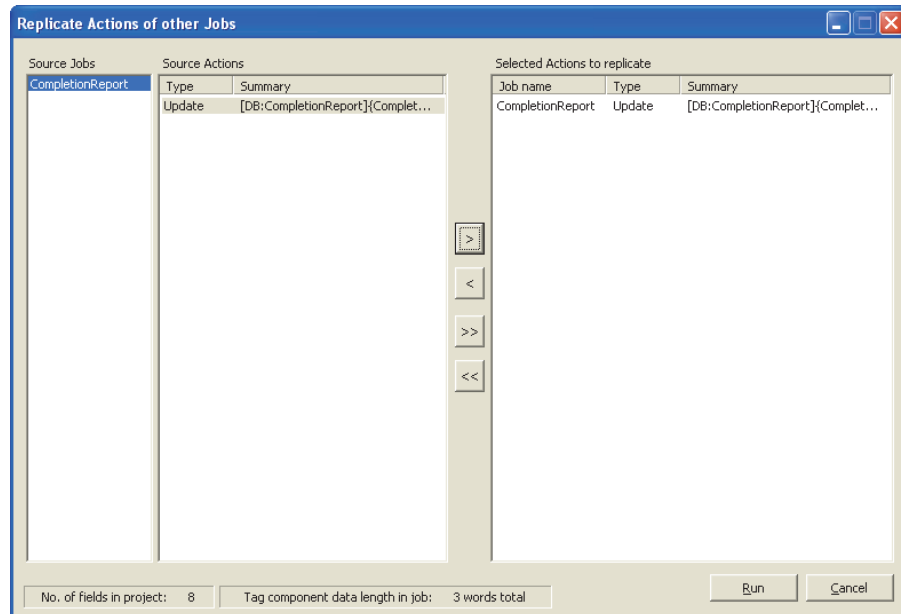 Replicate Actions of other Jobs
Source Jobs
CompletionReport
Source Actions
Type Summary
Update [DB:CompletionReport]{Complet...
>
<
>>
<<
Selected Actions to replicate
Job name Type Summary
CompletionReport Update [DB:CompletionReport]{Complet...
No. of fields in project: 8
Tag component data length in job: 3 words total
Run
Cancel